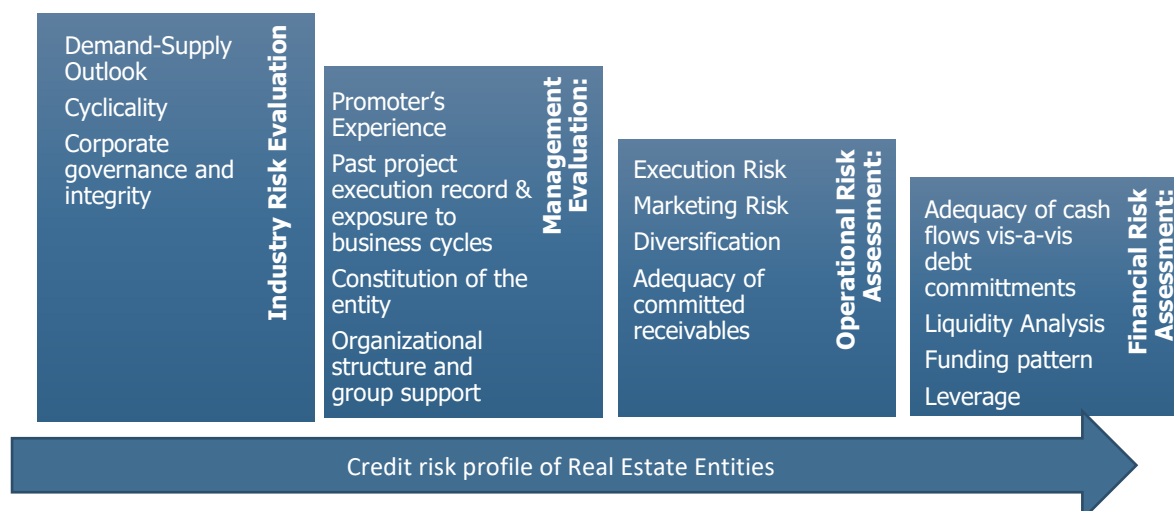 Demand-Supply
Outlook
Cyclicality
Corporate
governance and
integrity
Industry Risk Evaluation
Promoter’s
Experience
Past project
execution record &
exposure to
business cycles
Constitution of the
entity
Organizational
structure and
group support
Management
Evaluation:
Execution Risk
Marketing Risk
Diversification
Adequacy of
committed
receivables
Operational Risk
Assessment:
Adequacy of cash
flows vis-a-vis
debt
committments
Liquidity Analysis
Funding pattern
Leverage
Financial Risk
Assessment:
Credit risk profile of Real Estate Entities